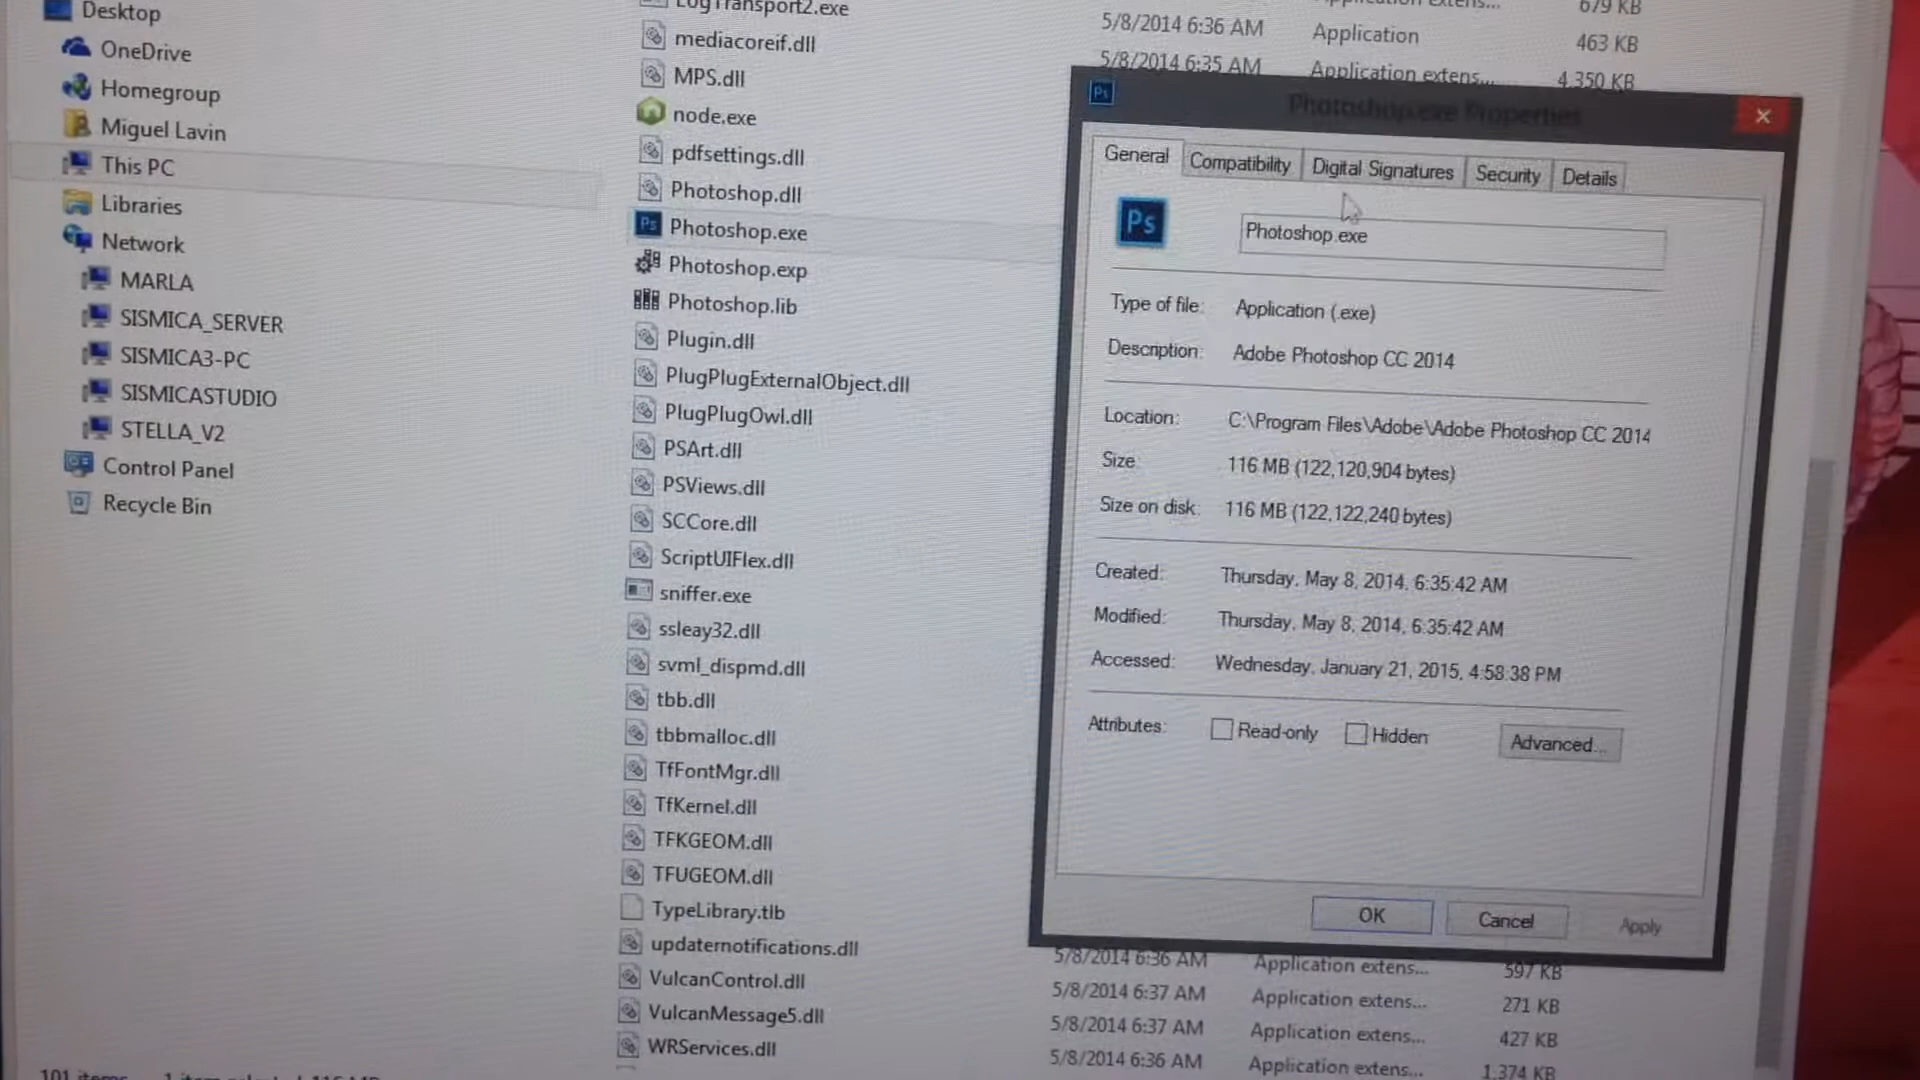 Desktop
OneDrive
Homegroup
Miguel Lavin
This PC
Libraries
Network
MARLA
SISMICA_SERVER
SISMICA3-PC
SISMICASTUDIO
STELLA_V2
Control Panel
Recycle Bin
LogTransport2.exe
mediacoreif.dll
MPS.dll
node.exe
pdfsettings.dll
Photoshop.dll
Ps Photoshop.exe
Photoshop.exp
Photoshop.lib
Plugin.dll
PlugPlugExternalObject.dll
PlugPlugOwl.dll
PSArt.dll
PSViews.dll
SCCore.dll
ScriptUIFlex.dll
sniffer.exe
ssleay32.dll
svml_dispmd.dll
tbb.dll
tbbmalloc.dll
TfFontMgr.dll
TfKernel.dll
TFKGEOM.dll
TFUGEOM.dll
TypeLibrary.tlb
updaternotifications.dll
VulcanControl.dll
VulcanMessage5.dll
WRServices.dll
679 KB
5/8/2014 6:36 AM Application 463 KB
5/8/2014 6:35 AM Application extens... 4,350 KB
Ps Photoshop.exe Properties
General Compatibility Digital Signatures Security Details
Ps Photoshop.exe
Type of file: Application (.exe)
Description: Adobe Photoshop CC 2014
Location: C:\Program Files\Adobe\Adobe Photoshop CC 2014
Size: 116 MB (122,120,904 bytes)
Size on disk: 116 MB (122,122,240 bytes)
Created: Thursday, May 8, 2014, 6:35:42 AM
Modified: Thursday, May 8, 2014, 6:35:42 AM
Accessed: Wednesday, January 21, 2015, 4:58:38 PM
Attributes: Read-only Hidden Advanced...
OK Cancel Apply
5/8/2014 6:36 AM Application extens... 597 KB
5/8/2014 6:37 AM Application extens... 271 KB
5/8/2014 6:37 AM Application extens... 427 KB
5/8/2014 6:36 AM Application extens... 1,374 KB
101 items